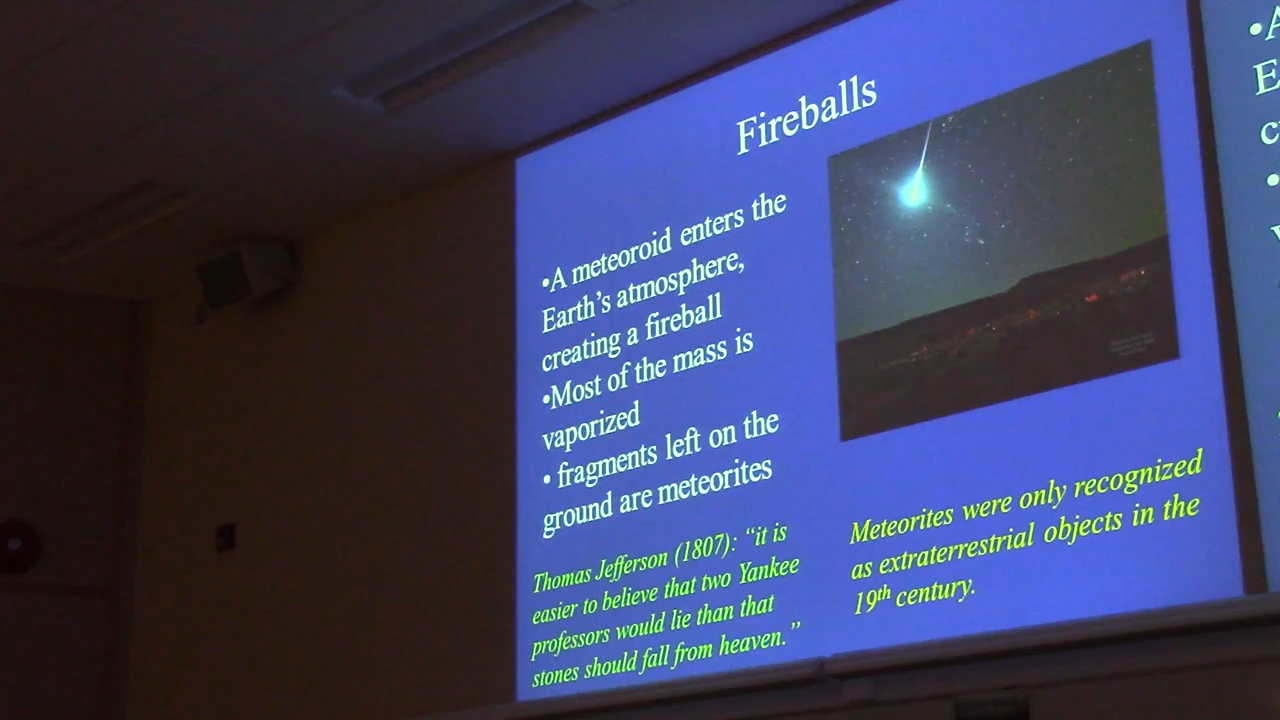 Fireballs
•A meteoroid enters the
Earth's atmosphere,
creating a fireball
•Most of the mass is
vaporized
• fragments left on the
ground are meteorites
Thomas Jefferson (1807): “it is
easier to believe that two Yankee
professors would lie than that
stones should fall from heaven.”
Meteorites were only recognized
as extraterrestrial objects in the
19th century.